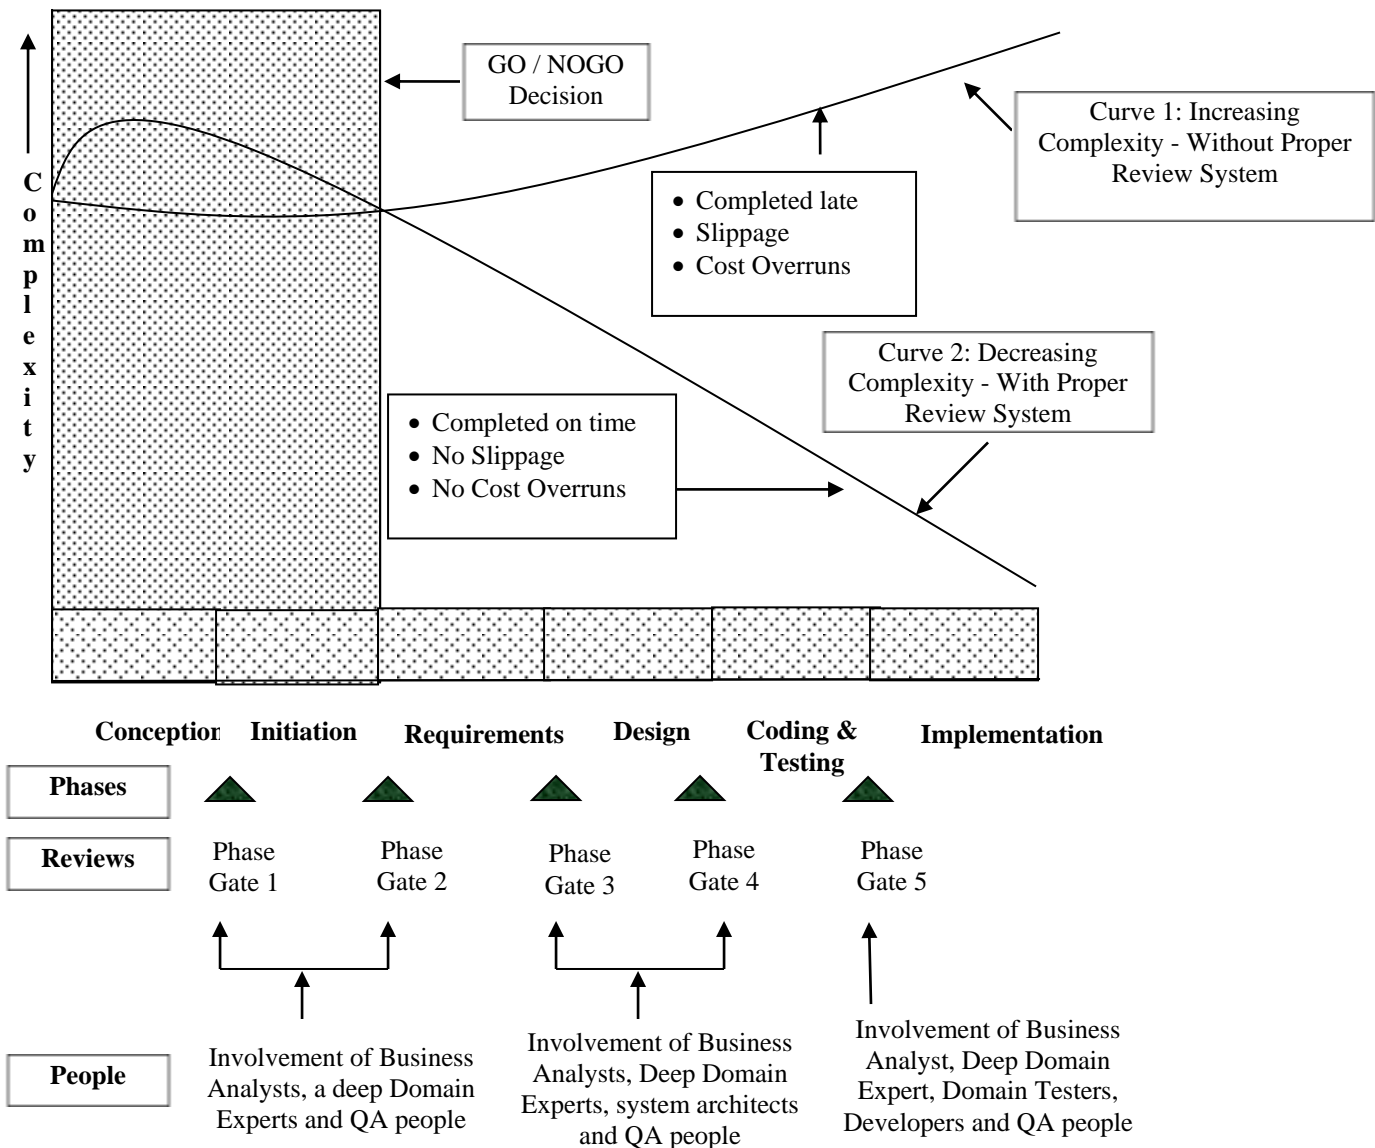 GO / NOGO
Decision
Curve 1: Increasing
Complexity - Without Proper
Review System
Complexity
• Completed late
• Slippage
• Cost Overruns
Curve 2: Decreasing
Complexity - With Proper
Review System
• Completed on time
• No Slippage
• No Cost Overruns
Conception Initiation Requirements Design Coding & Implementation
Testing
Phases
Reviews
Phase
Gate 1
Phase
Gate 2
Phase
Gate 3
Phase
Gate 4
Phase
Gate 5
People
Involvement of Business
Analysts, a deep Domain
Experts and QA people
Involvement of Business
Analysts, Deep Domain
Experts, system architects
and QA people
Involvement of Business
Analyst, Deep Domain
Expert, Domain Testers,
Developers and QA people